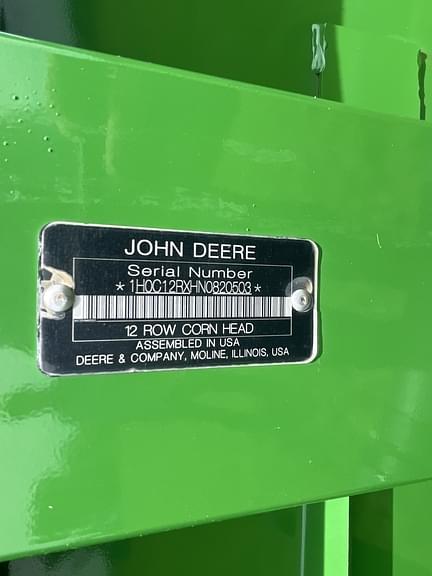 JOHN DEERE
Serial Number
*1H0C12RXHN0820503*
12 ROW CORN HEAD
ASSEMBLED IN USA
DEERE & COMPANY, MOLINE, ILLINOIS, USA